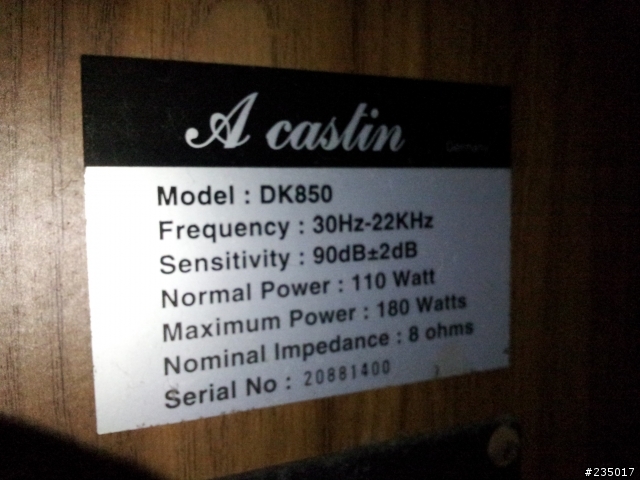 A castin
Germany
Model : DK850
Frequency : 30Hz-22KHz
Sensitivity : 90dB±2dB
Normal Power : 110 Watt
Maximum Power : 180 Watts
Nominal Impedance : 8 ohms
Serial No : 20881400
#235017